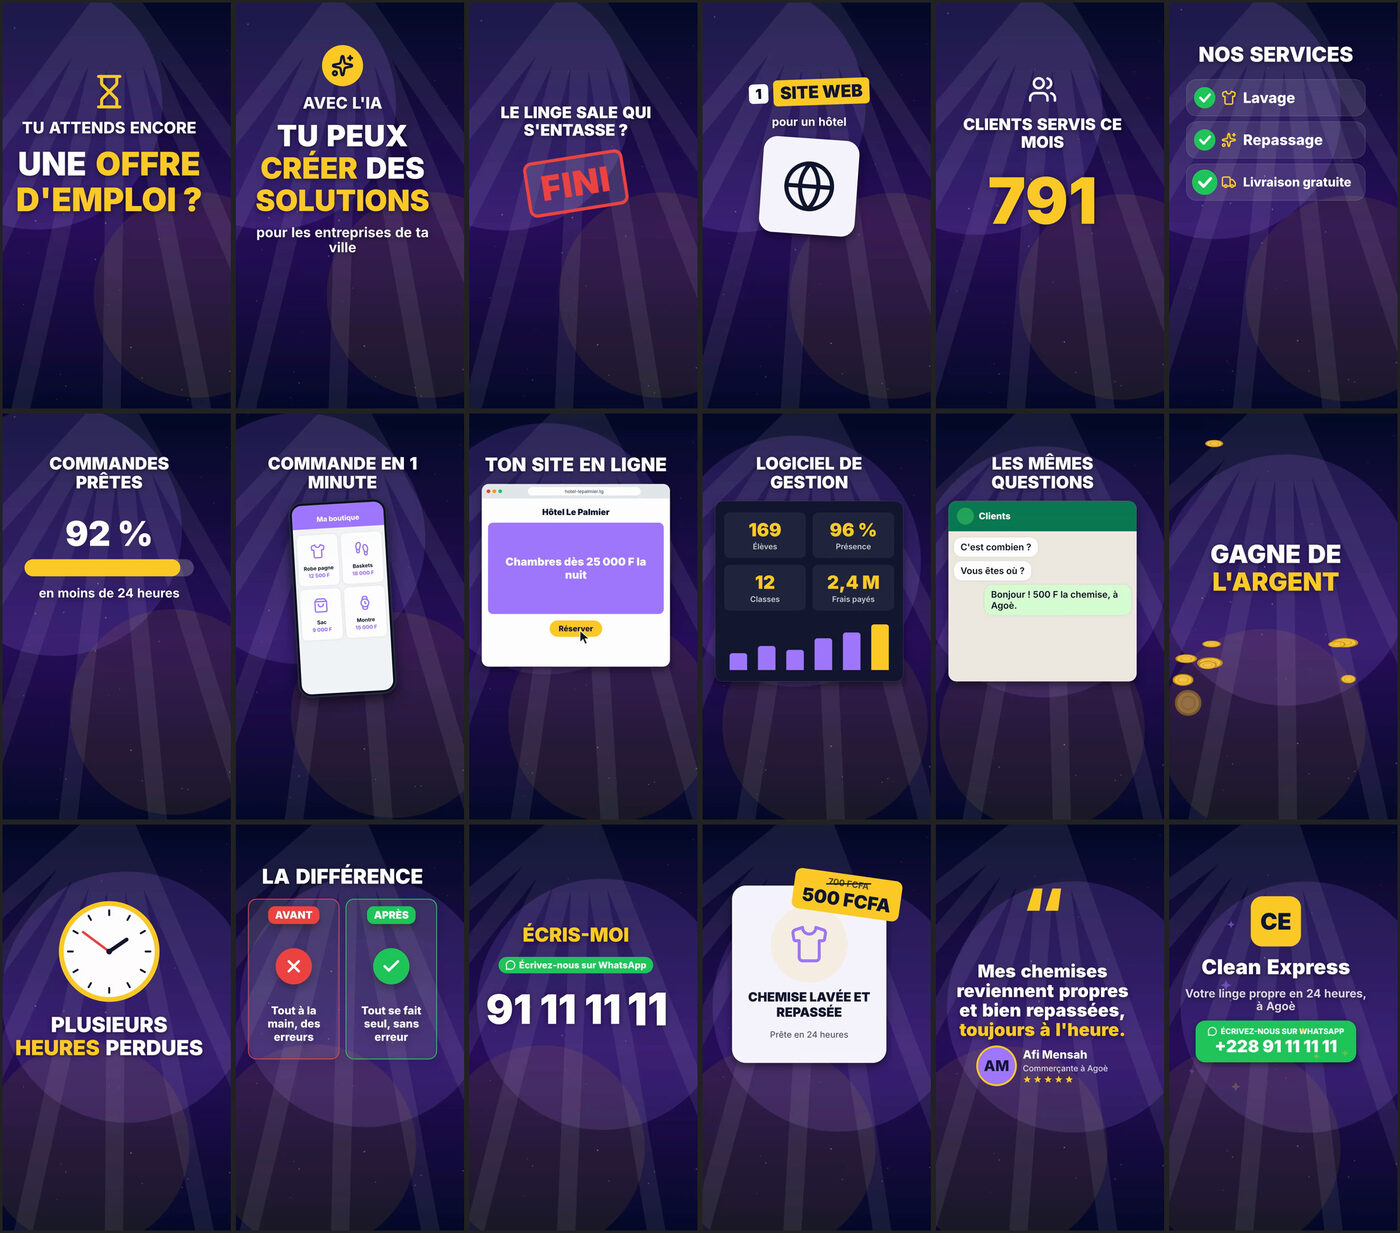 TU ATTENDS ENCORE
UNE OFFRE
D'EMPLOI ?
AVEC L'IA
TU PEUX
CRÉER DES
SOLUTIONS
pour les entreprises de ta
ville
LE LINGE SALE QUI
S'ENTASSE ?
FINI
1 SITE WEB
pour un hôtel
CLIENTS SERVIS CE
MOIS
791
NOS SERVICES
Lavage
Repassage
Livraison gratuite
COMMANDES
PRÊTES
92 %
en moins de 24 heures
COMMANDE EN 1
MINUTE
Ma boutique
Robe pagne
12 500 F
Baskets
18 000 F
Sac
9 000 F
Montre
15 000 F
TON SITE EN LIGNE
hotel-lepalmier.tg
Hôtel Le Palmier
Chambres dès 25 000 F la
nuit
Réserver
LOGICIEL DE
GESTION
169
Élèves
96 %
Présence
12
Classes
2,4 M
Frais payés
LES MÊMES
QUESTIONS
Clients
C'est combien ?
Vous êtes où ?
Bonjour ! 500 F la chemise, à
Agoè.
GAGNE DE
L'ARGENT
PLUSIEURS
HEURES PERDUES
LA DIFFÉRENCE
AVANT
Tout à la
main, des
erreurs
APRÈS
Tout se fait
seul, sans
erreur
ÉCRIS-MOI
Écrivez-nous sur WhatsApp
91 11 11 11
700 FCFA
500 FCFA
CHEMISE LAVÉE ET
REPASSÉE
Prête en 24 heures
"
Mes chemises
reviennent propres
et bien repassées,
toujours à l'heure.
AM
Afi Mensah
Commerçante à Agoè
CE
Clean Express
Votre linge propre en 24 heures,
à Agoè
ÉCRIVEZ-NOUS SUR WHATSAPP
+228 91 11 11 11